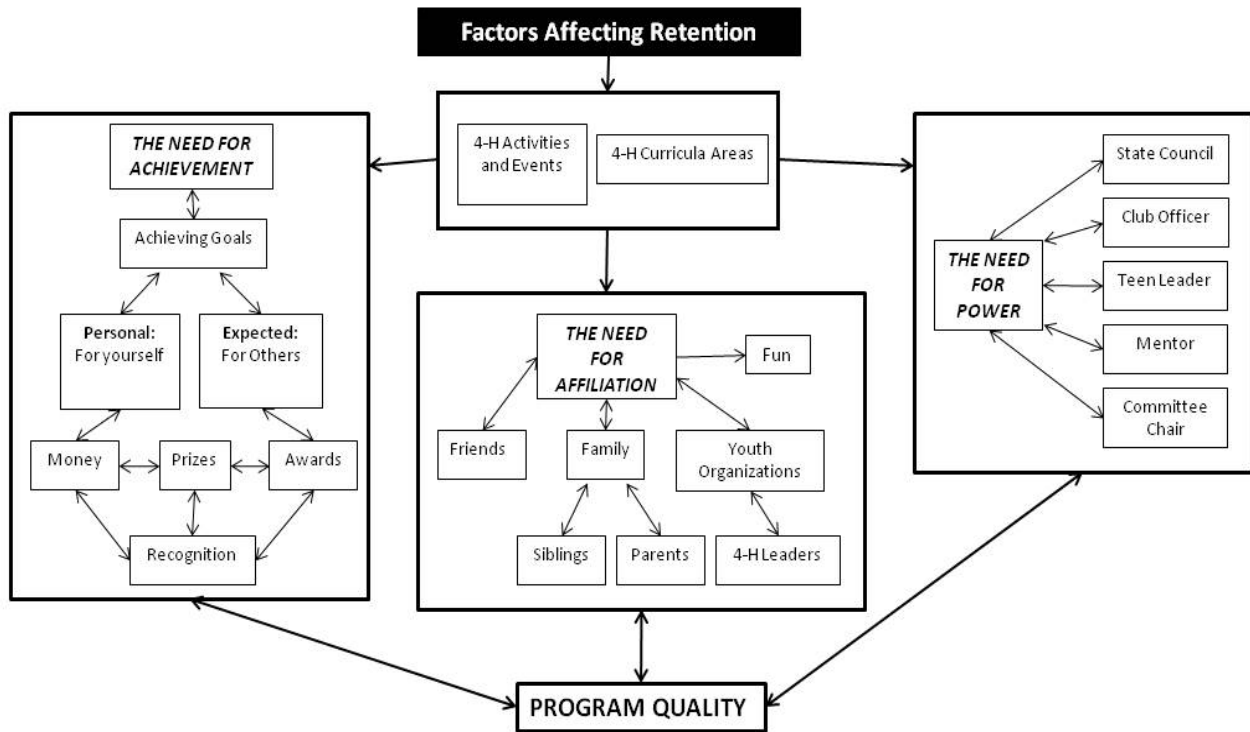 Factors Affecting Retention
4-H Activities
and Events
4-H Curricula Areas
THE NEED FOR
ACHIEVEMENT
Achieving Goals
Personal:
For yourself
Expected:
For Others
Money
Prizes
Awards
Recognition
THE NEED
FOR
AFFILIATION
Fun
Friends
Family
Youth
Organizations
Siblings
Parents
4-H Leaders
THE NEED
FOR
POWER
State Council
Club Officer
Teen Leader
Mentor
Committee
Chair
PROGRAM QUALITY